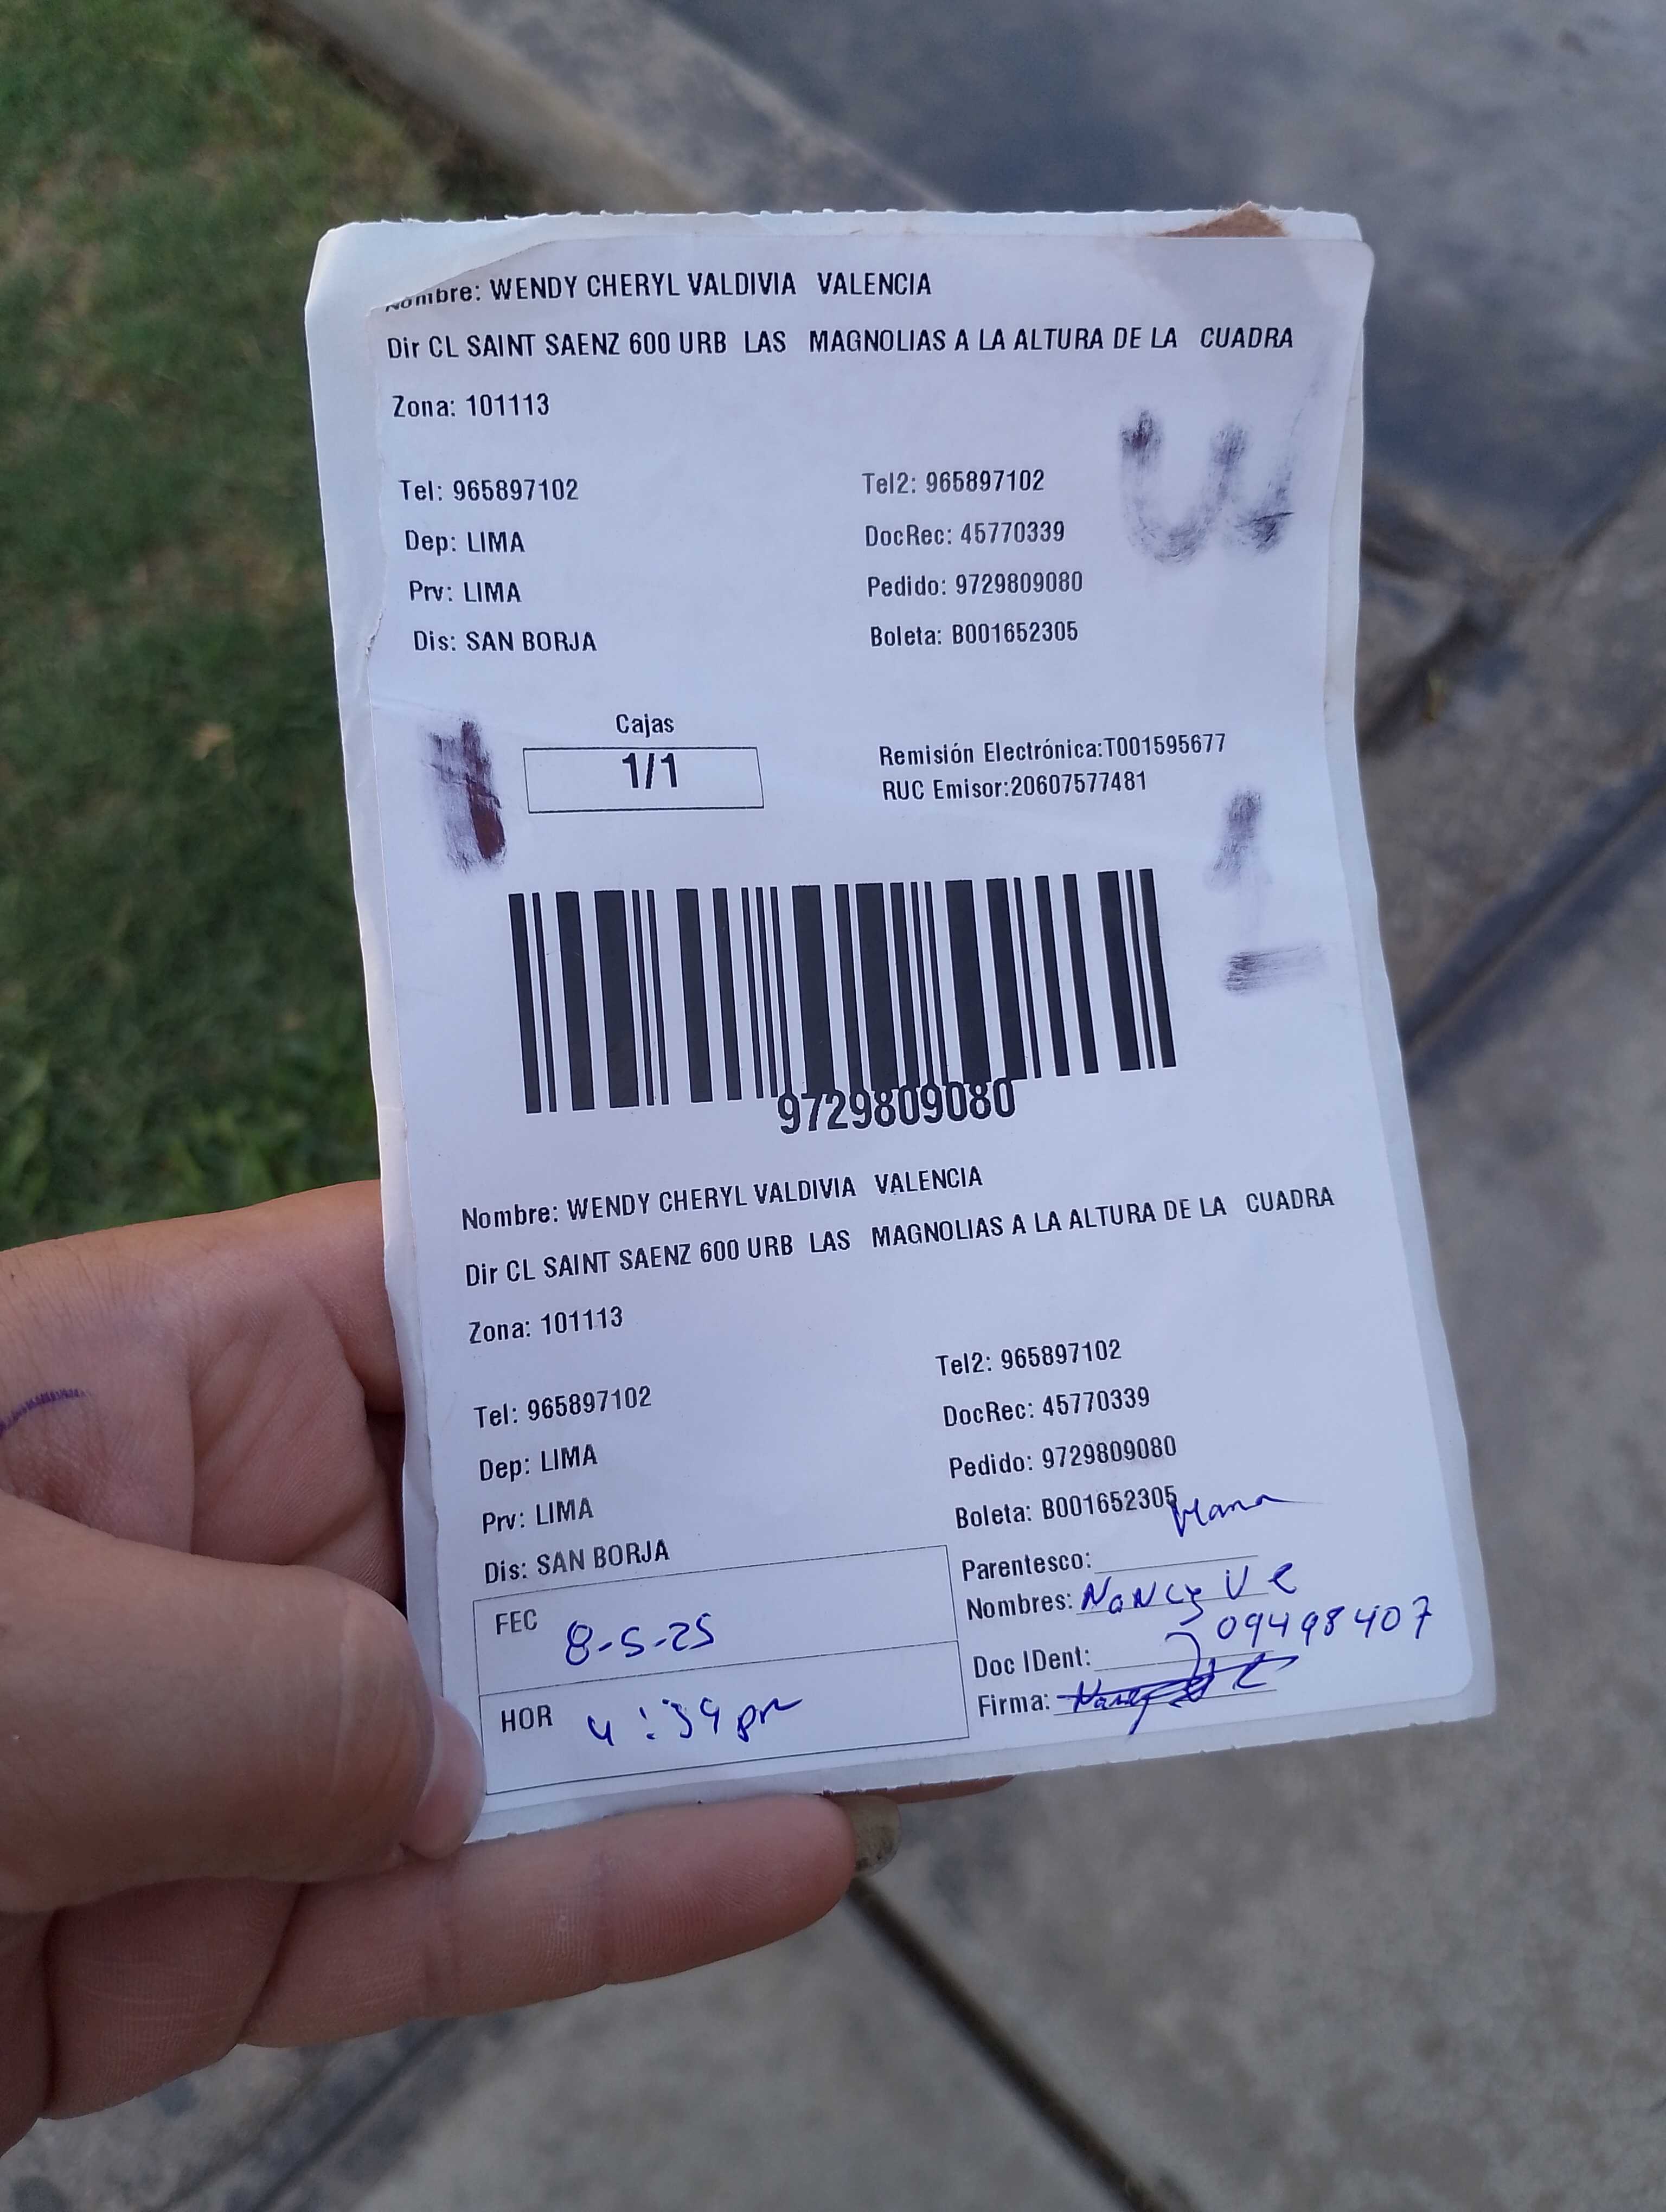 Nombre: WENDY CHERYL VALDIVIA VALENCIA
Dir CL SAINT SAENZ 600 URB LAS MAGNOLIAS A LA ALTURA DE LA CUADRA
Zona: 101113
Tel: 965897102 Tel2: 965897102
Dep: LIMA DocRec: 45770339
Prv: LIMA Pedido: 9729809080
Dis: SAN BORJA Boleta: B001652305
Cajas
1/1
Remisión Electrónica:T001595677
RUC Emisor:20607577481
9729809080
Nombre: WENDY CHERYL VALDIVIA VALENCIA
Dir CL SAINT SAENZ 600 URB LAS MAGNOLIAS A LA ALTURA DE LA CUADRA
Zona: 101113
Tel: 965897102 Tel2: 965897102
Dep: LIMA DocRec: 45770339
Prv: LIMA Pedido: 9729809080
Dis: SAN BORJA Boleta: B001652305
Parentesco:
FEC 8-5-25 Nombres: Nancy V
Doc IDent: 09498407
HOR 4:39 pm Firma: